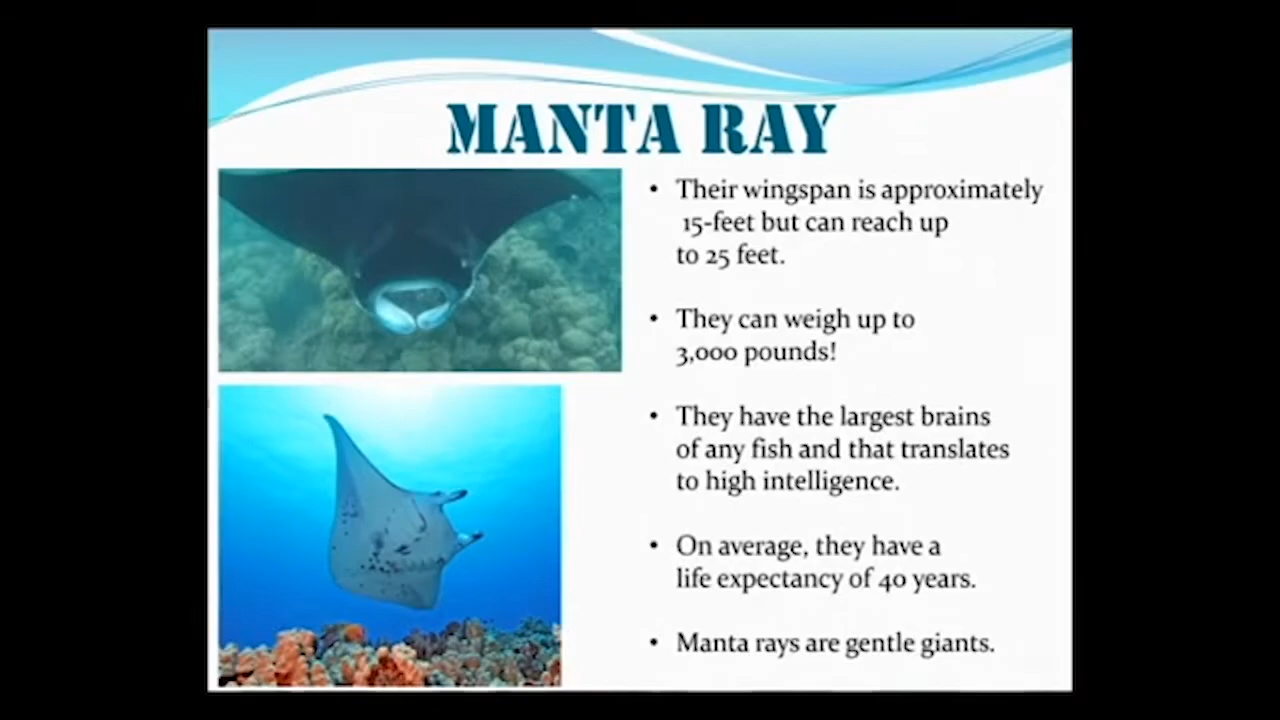 MANTA RAY
• Their wingspan is approximately
15-feet but can reach up
to 25 feet.
• They can weigh up to
3,000 pounds!
• They have the largest brains
of any fish and that translates
to high intelligence.
• On average, they have a
life expectancy of 40 years.
• Manta rays are gentle giants.